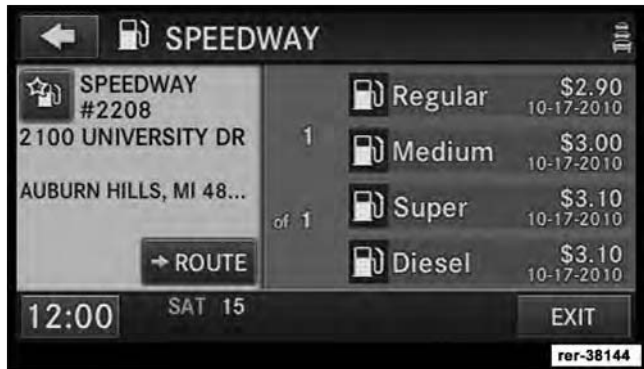 SPEEDWAY
SPEEDWAY
#2208
2100 UNIVERSITY DR
AUBURN HILLS, MI 48...
ROUTE
1
of 1
Regular
$2.90
10-17-2010
Medium
$3.00
10-17-2010
Super
$3.10
10-17-2010
Diesel
$3.10
10-17-2010
12:00
SAT 15
EXIT
rer-38144